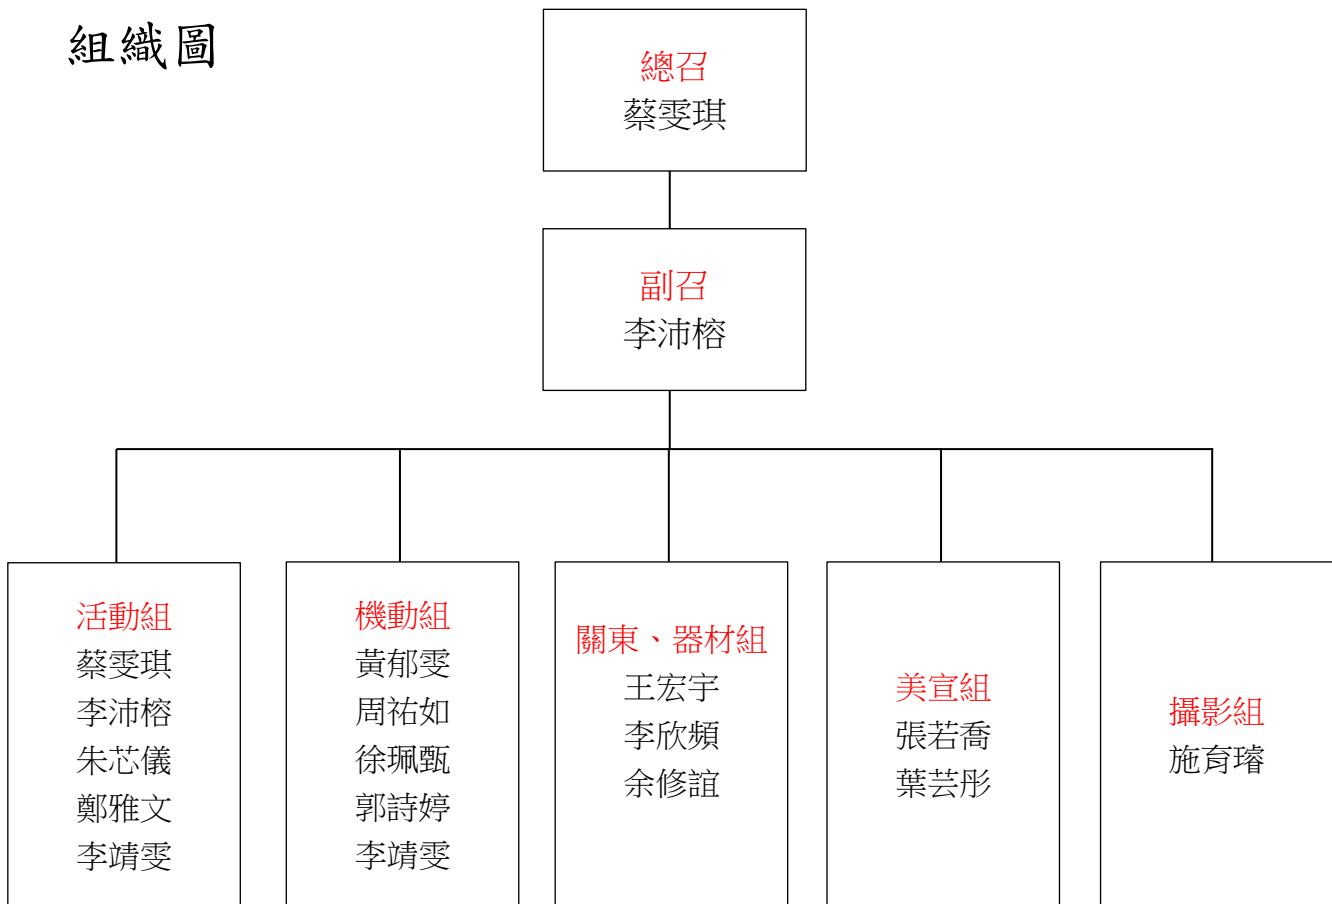 組織圖
總召
蔡雯琪
副召
李沛榕
活動組
蔡雯琪
李沛榕
朱芯儀
鄭雅文
李靖雯
機動組
黃郁雯
周祐如
徐珮甄
郭詩婷
李靖雯
關東、器材組
王宏宇
李欣頻
余修誼
美宣組
張若喬
葉芸彤
攝影組
施育璿